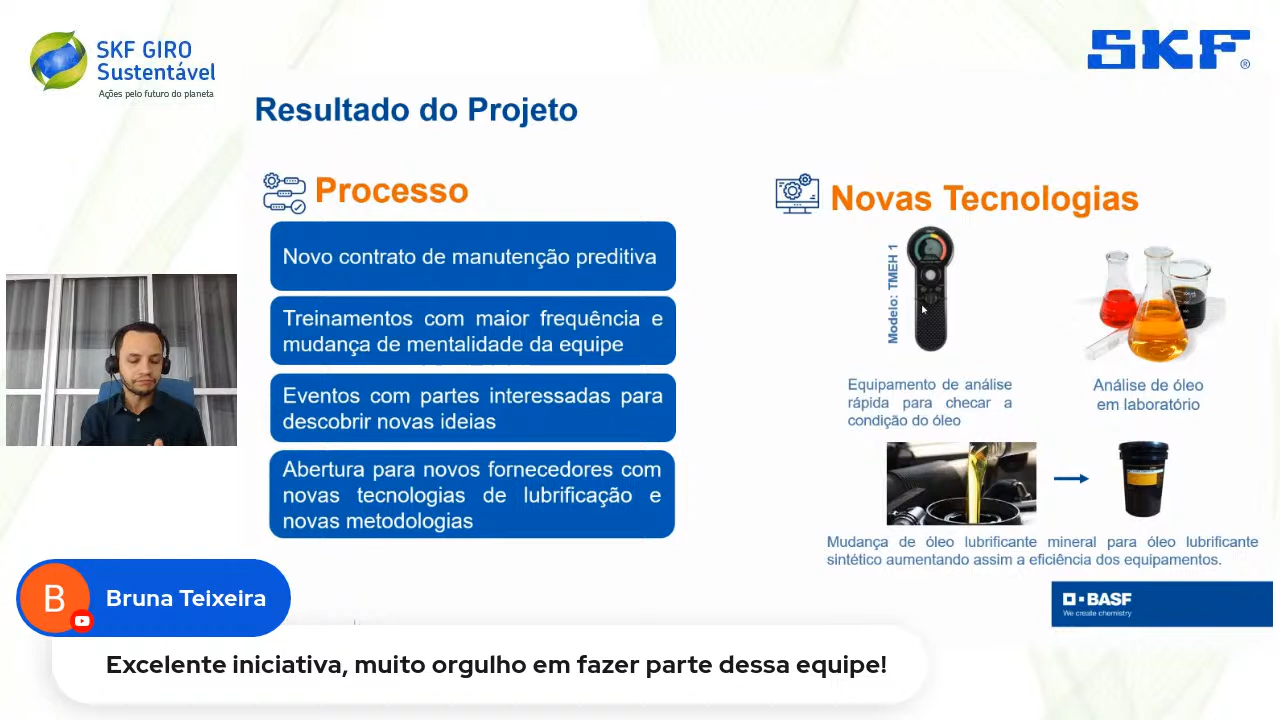 SKF GIRO
Sustentável
Ações pelo futuro do planeta
SKF®
Resultado do Projeto
Processo
Novo contrato de manutenção preditiva
Treinamentos com maior frequência e
mudança de mentalidade da equipe
Eventos com partes interessadas para
descobrir novas ideias
Abertura para novos fornecedores com
novas tecnologias de lubrificação e
novas metodologias
Novas Tecnologias
Modelo: TMEH 1
Equipamento de análise
rápida para checar a
condição do óleo
Análise de óleo
em laboratório
Mudança de óleo lubrificante mineral para óleo lubrificante
sintético aumentando assim a eficiência dos equipamentos.
BASF
We create chemistry
B
Bruna Teixeira
Excelente iniciativa, muito orgulho em fazer parte dessa equipe!